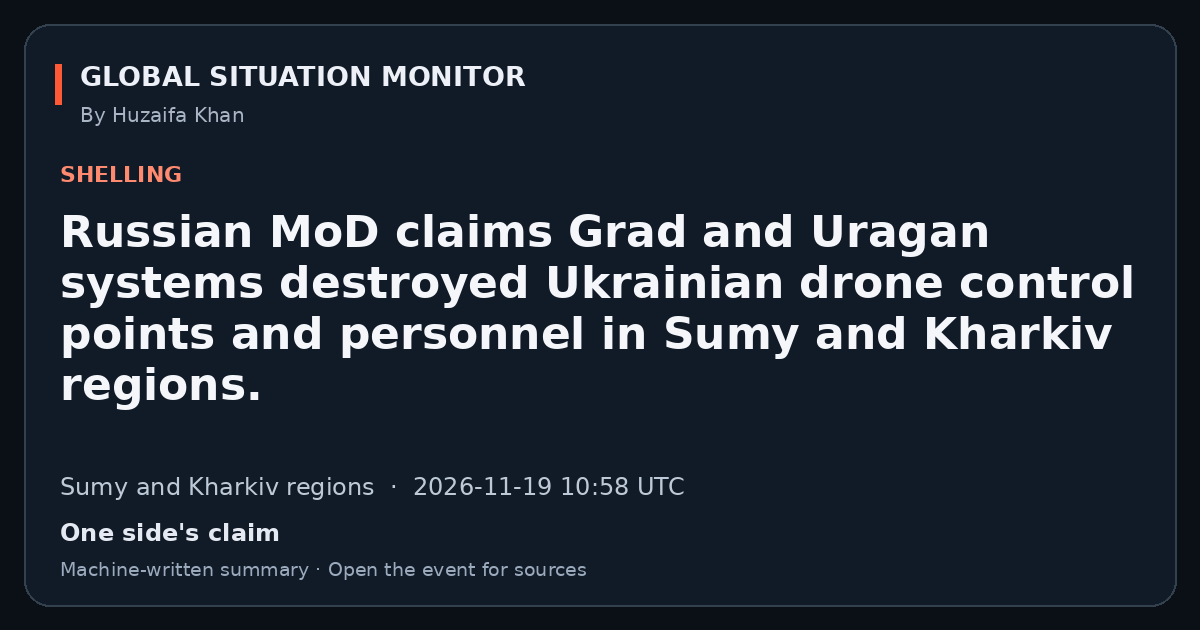 GLOBAL SITUATION MONITOR
By Huzaifa Khan
SHELLING
Russian MoD claims Grad and Uragan
systems destroyed Ukrainian drone control
points and personnel in Sumy and Kharkiv
regions.
Sumy and Kharkiv regions · 2026-11-19 10:58 UTC
One side's claim
Machine-written summary · Open the event for sources